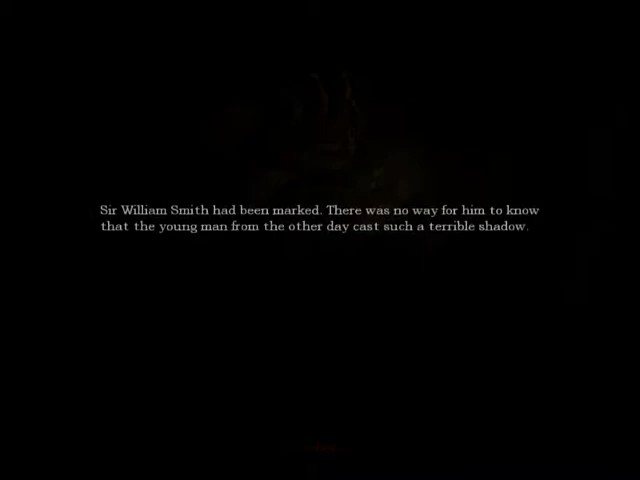 Sir William Smith had been marked. There was no way for him to know
that the young man from the other day cast such a terrible shadow.